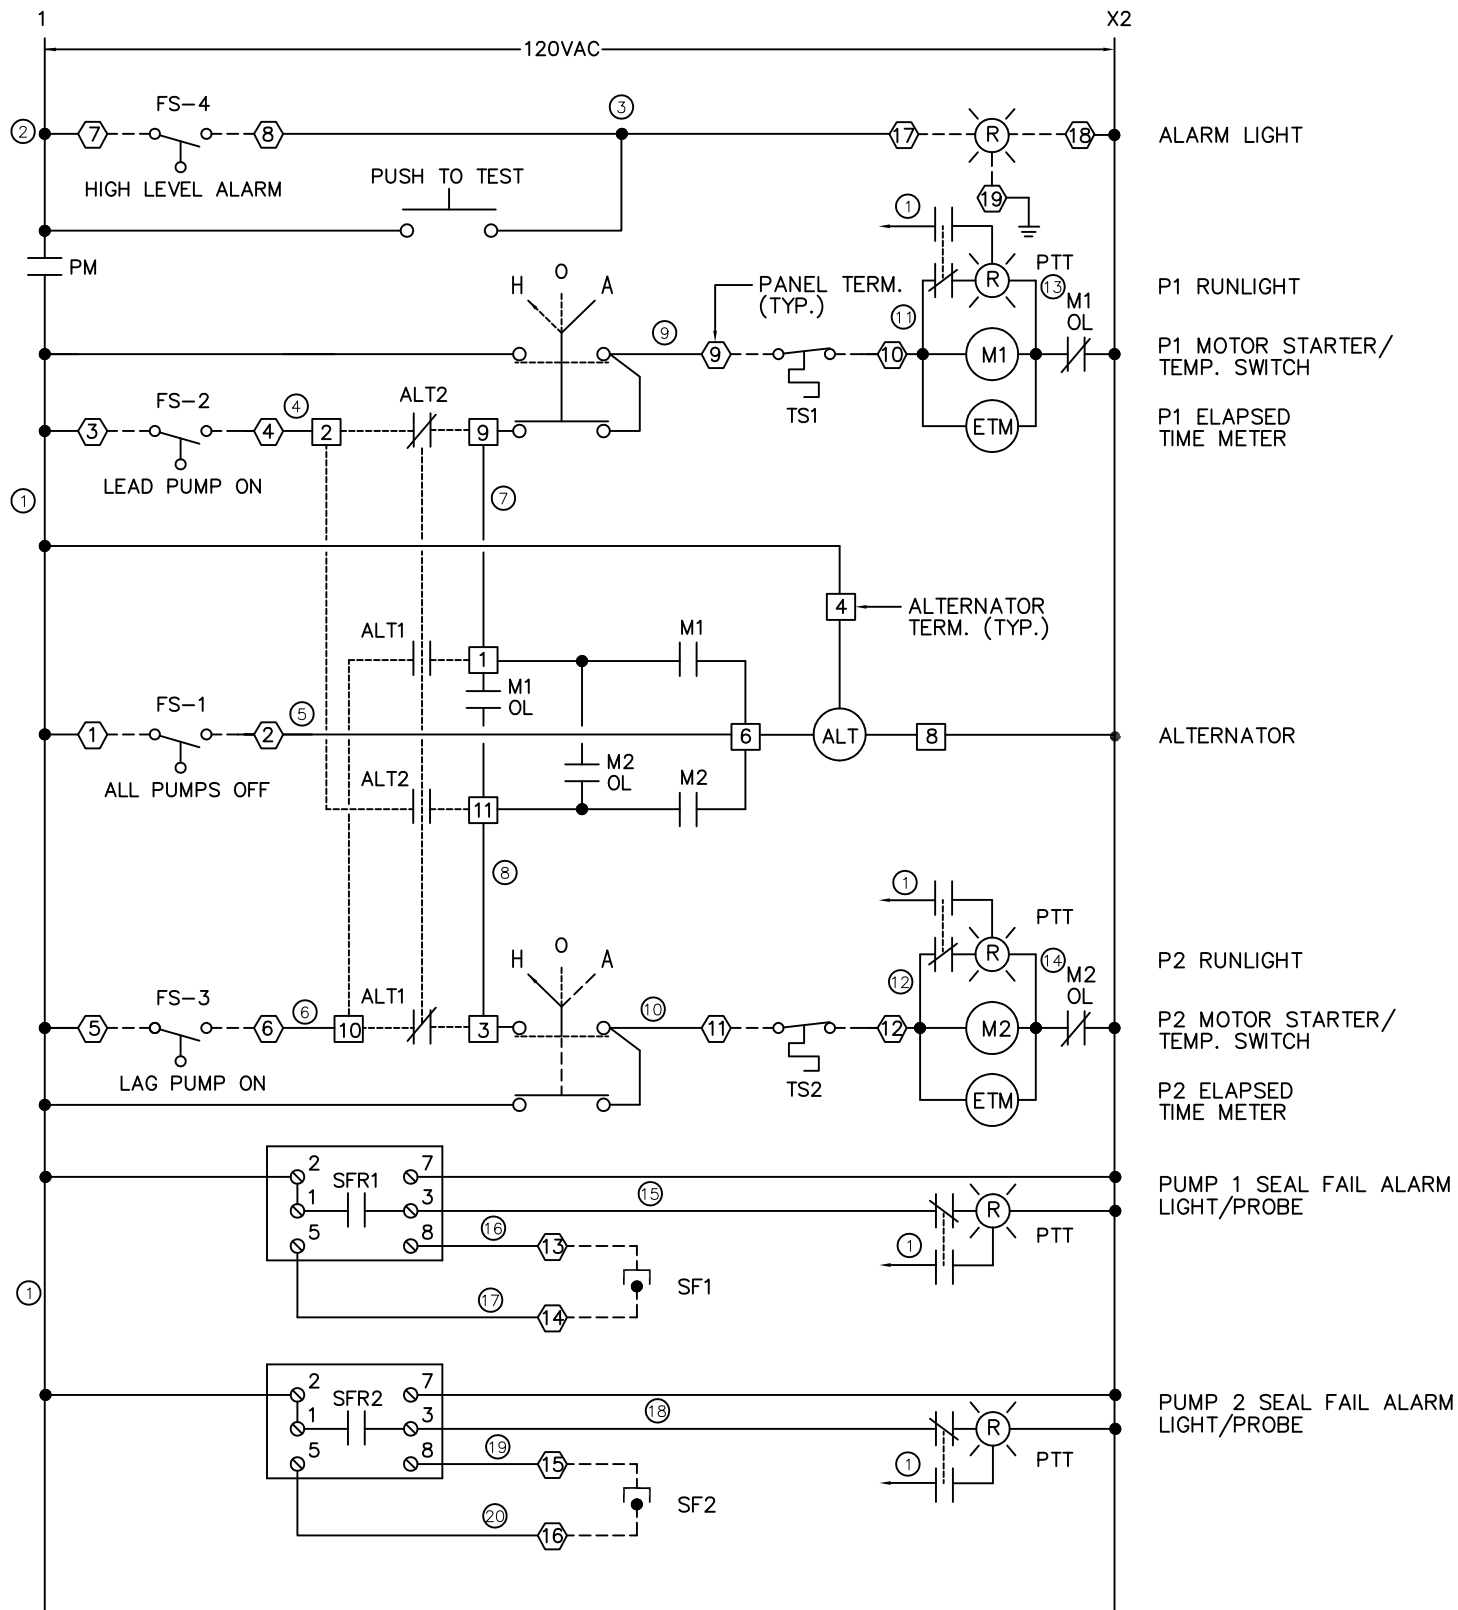 1
X2
120VAC
FS-4
2
7
8
3
17
R
18
ALARM LIGHT
HIGH LEVEL ALARM
PUSH TO TEST
19
1
PM
H
O
A
PANEL TERM.
(TYP.)
R
PTT
13
P1 RUNLIGHT
M1
OL
11
9
9
10
M1
P1 MOTOR STARTER/
TEMP. SWITCH
TS1
FS-2
4
ALT2
3
4
2
9
ETM
P1 ELAPSED
TIME METER
LEAD PUMP ON
1
7
4
ALTERNATOR
TERM. (TYP.)
ALT1
M1
1
M1
OL
FS-1
5
1
2
6
ALT
8
ALTERNATOR
M2
OL
ALL PUMPS OFF
ALT2
M2
11
8
1
PTT
H
O
A
R
14
P2 RUNLIGHT
M2
OL
12
FS-3
6
ALT1
10
5
6
10
3
11
12
M2
P2 MOTOR STARTER/
TEMP. SWITCH
LAG PUMP ON
TS2
ETM
P2 ELAPSED
TIME METER
2
SFR1
7
1
3
15
R
PUMP 1 SEAL FAIL ALARM
LIGHT/PROBE
5
8
16
13
1
PTT
1
SF1
17
14
2
SFR2
7
1
3
18
R
PUMP 2 SEAL FAIL ALARM
LIGHT/PROBE
5
8
19
15
1
PTT
SF2
20
16